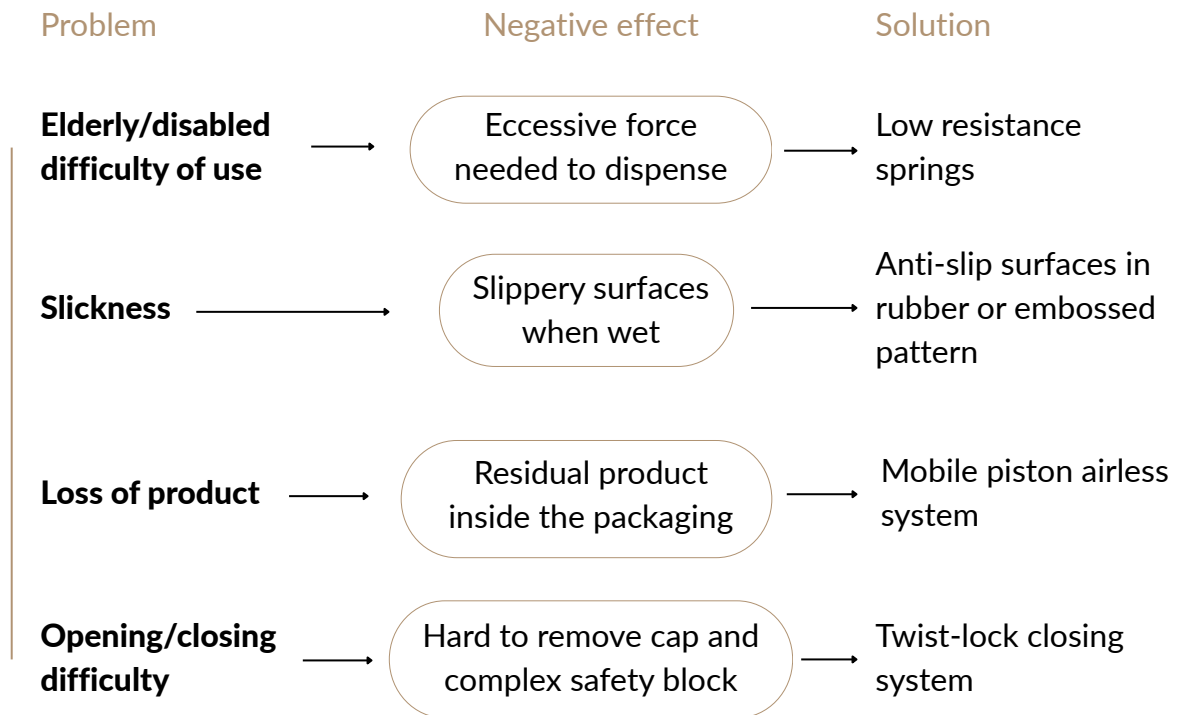 Problem
Negative effect
Solution
Elderly/disabled
difficulty of use
Eccessive force
needed to dispense
Low resistance
springs
Slickness
Slippery surfaces
when wet
Anti-slip surfaces in
rubber or embossed
pattern
Loss of product
Residual product
inside the packaging
Mobile piston airless
system
Opening/closing
difficulty
Hard to remove cap and
complex safety block
Twist-lock closing
system